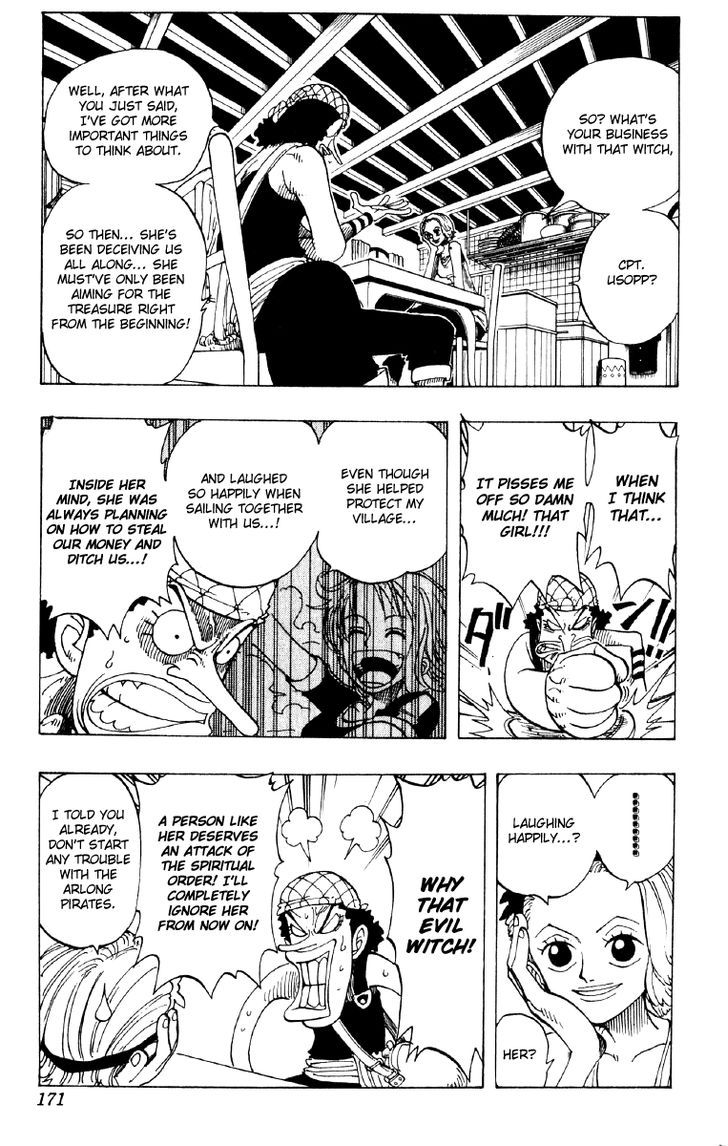 SO? WHAT'S
YOUR BUSINESS
WITH THAT WITCH,
CPT.
USOPP?
WELL, AFTER WHAT
YOU JUST SAID,
I'VE GOT MORE
IMPORTANT THINGS
TO THINK ABOUT.
SO THEN... SHE'S
BEEN DECEIVING US
ALL ALONG... SHE
MUST'VE ONLY BEEN
AIMING FOR THE
TREASURE RIGHT
FROM THE BEGINNING!
WHEN
I THINK
THAT...
IT PISSES ME
OFF SO DAMN
MUCH! THAT
GIRL!!!
ダン!!
EVEN THOUGH
SHE HELPED
PROTECT MY
VILLAGE...
AND LAUGHED
SO HAPPILY WHEN
SAILING TOGETHER
WITH US...!
INSIDE HER
MIND, SHE WAS
ALWAYS PLANNING
ON HOW TO STEAL
OUR MONEY AND
DITCH US...!
LAUGHING
HAPPILY...?
HER?
WHY
THAT
EVIL
WITCH!
A PERSON LIKE
HER DESERVES
AN ATTACK OF
THE SPIRITUAL
ORDER! I'LL
COMPLETELY
IGNORE HER
FROM NOW ON!
I TOLD YOU
ALREADY,
DON'T START
ANY TROUBLE
WITH THE
ARLONG
PIRATES.
171